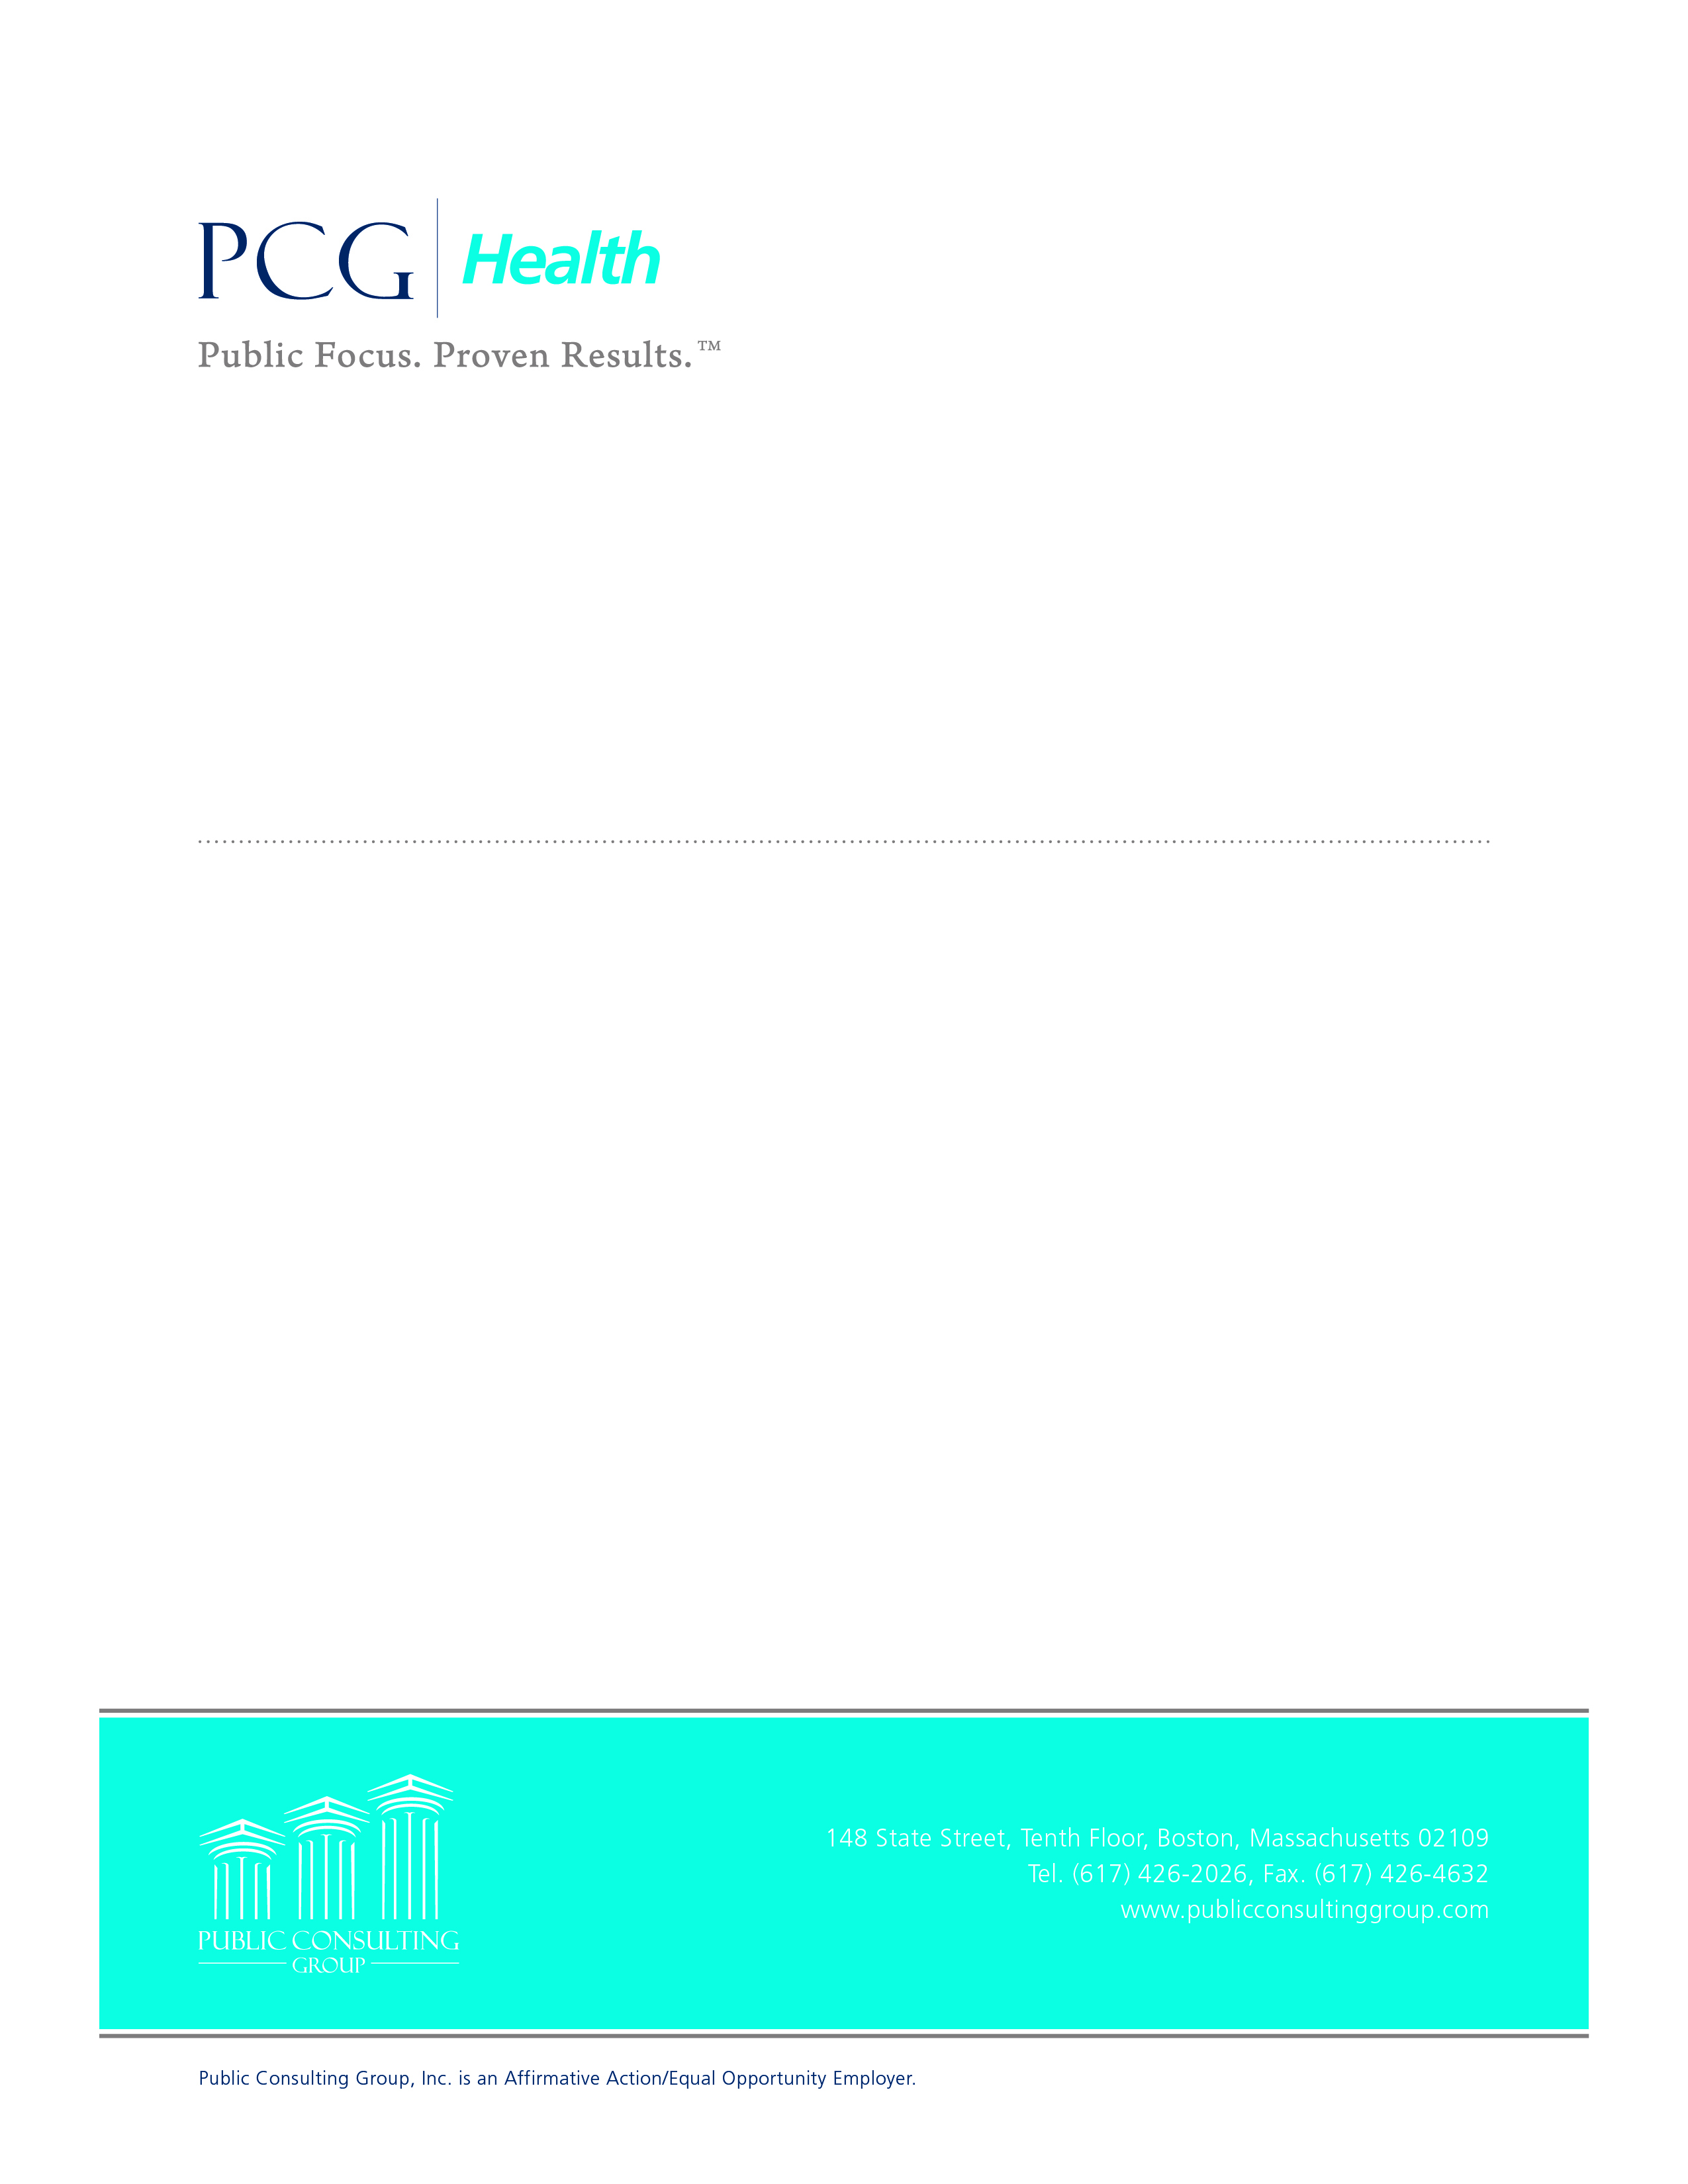 PCG Health
Public Focus. Proven Results.™
148 State Street, Tenth Floor, Boston, Massachusetts 02109
Tel. (617) 426-2026, Fax. (617) 426-4632
www.publicconsultinggroup.com
PUBLIC CONSULTING
GROUP
Public Consulting Group, Inc. is an Affirmative Action/Equal Opportunity Employer.